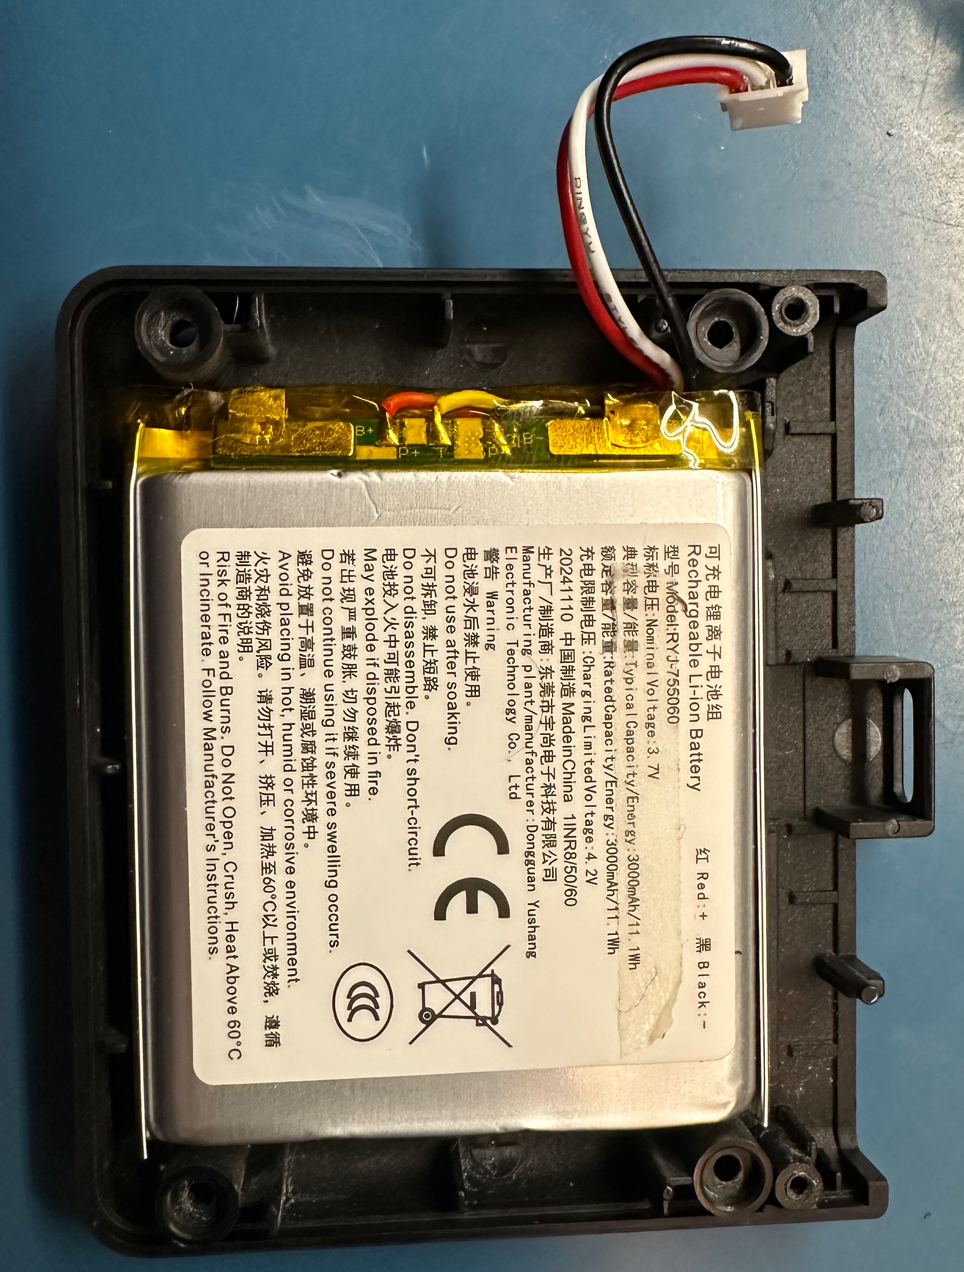 可充电锂离子电池组
Rechargeable Li-ion Battery
红 Red:+ 黑 Black:-
型号 Model:RYJ-755060
标称电压:NominalVoltage:3.7V
典型容量/能量:TypicalCapacity/Energy:3000mAh/11.1Wh
额定容量/能量:RatedCapacity/Energy:3000mAh/11.1Wh
充电限制电压:ChargingLimitedVoltage:4.2V
20241110 中国制造 MadeinChina 1INR8/50/60
生产厂/制造商:东莞市宇尚电子科技有限公司
Manufacturing plant/manufacturer:Dongguan Yushang
Electronic Technology Co., Ltd
警告 Warning
电池浸水后禁止使用。
Do not use after soaking.
不可拆卸,禁止短路。
Do not disassemble. Don't short-circuit.
电池投入火中可能引起爆炸。
May explode if disposed in fire.
若出现严重鼓胀,切勿继续使用。
Do not continue using it if severe swelling occurs.
避免放置于高温、潮湿或腐蚀性环境中。
Avoid placing in hot, humid or corrosive environment.
火灾和烧伤风险。请勿打开、挤压、加热至60°C以上或焚烧,遵循
制造商的说明。
Risk of Fire and Burns. Do Not Open, Crush, Heat Above 60°C
or Incinerate. Follow Manufacturer's Instructions.
CE
CCC
B+
P+
T
P-
B-